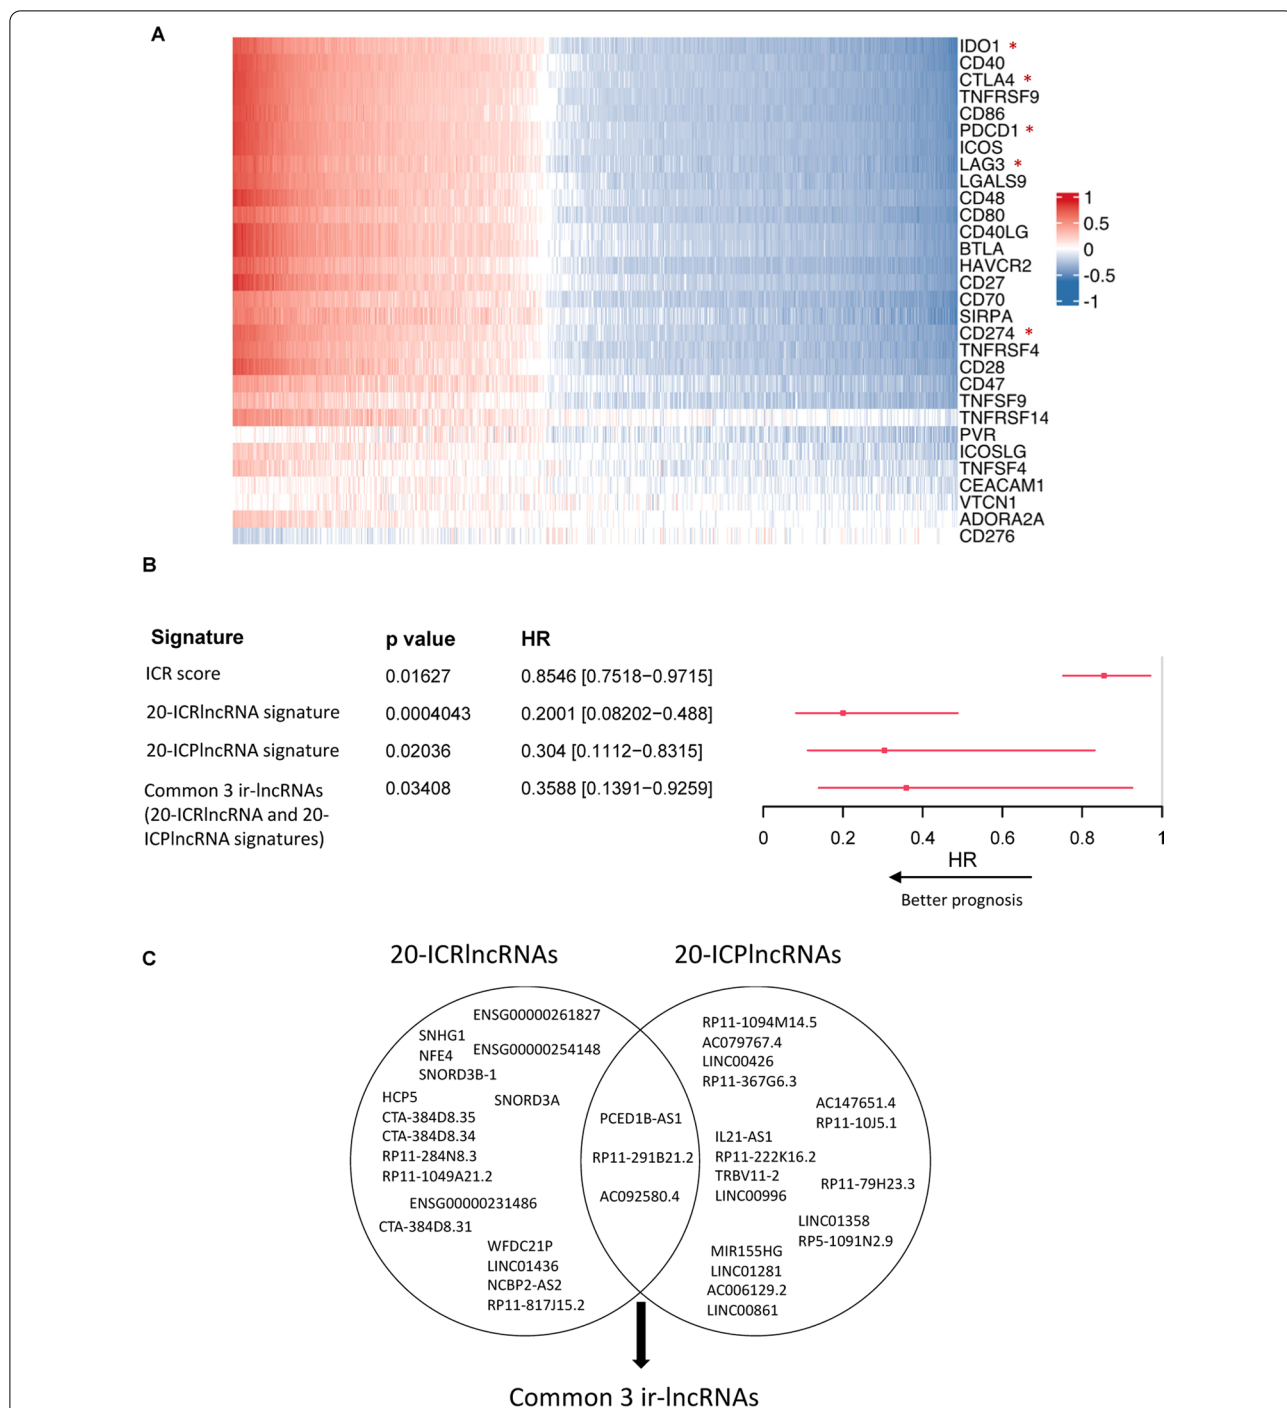 A
IDO1 *
CD40
CTLA4 *
TNFRSF9
CD86
PDCD1 *
ICOS
LAG3 *
LGALS9
CD48
CD80
CD40LG
BTLA
HAVCR2
CD27
CD70
SIRPA
CD274 *
TNFRSF4
CD28
CD47
TNFSF9
TNFRSF14
PVR
ICOSLG
TNFSF4
CEACAM1
VTCN1
ADORA2A
CD276
1
0.5
0
-0.5
-1
B
Signature p value HR
ICR score 0.01627 0.8546 [0.7518−0.9715]
20-ICRlncRNA signature 0.0004043 0.2001 [0.08202−0.488]
20-ICPlncRNA signature 0.02036 0.304 [0.1112−0.8315]
Common 3 ir-lncRNAs 0.03408 0.3588 [0.1391−0.9259]
(20-ICRlncRNA and 20-
ICPlncRNA signatures)
0 0.2 0.4 0.6 0.8 1
HR
Better prognosis
C
20-ICRlncRNAs 20-ICPlncRNAs
ENSG00000261827
SNHG1
NFE4
ENSG00000254148
SNORD3B-1
HCP5
SNORD3A
CTA-384D8.35
CTA-384D8.34
RP11-284N8.3
RP11-1049A21.2
ENSG00000231486
CTA-384D8.31
WFDC21P
LINC01436
NCBP2-AS2
RP11-817J15.2
PCED1B-AS1
RP11-291B21.2
AC092580.4
RP11-1094M14.5
AC079767.4
LINC00426
RP11-367G6.3
AC147651.4
RP11-10J5.1
IL21-AS1
RP11-222K16.2
TRBV11-2
LINC00996
RP11-79H23.3
LINC01358
RP5-1091N2.9
MIR155HG
LINC01281
AC006129.2
LINC00861
Common 3 ir-lncRNAs